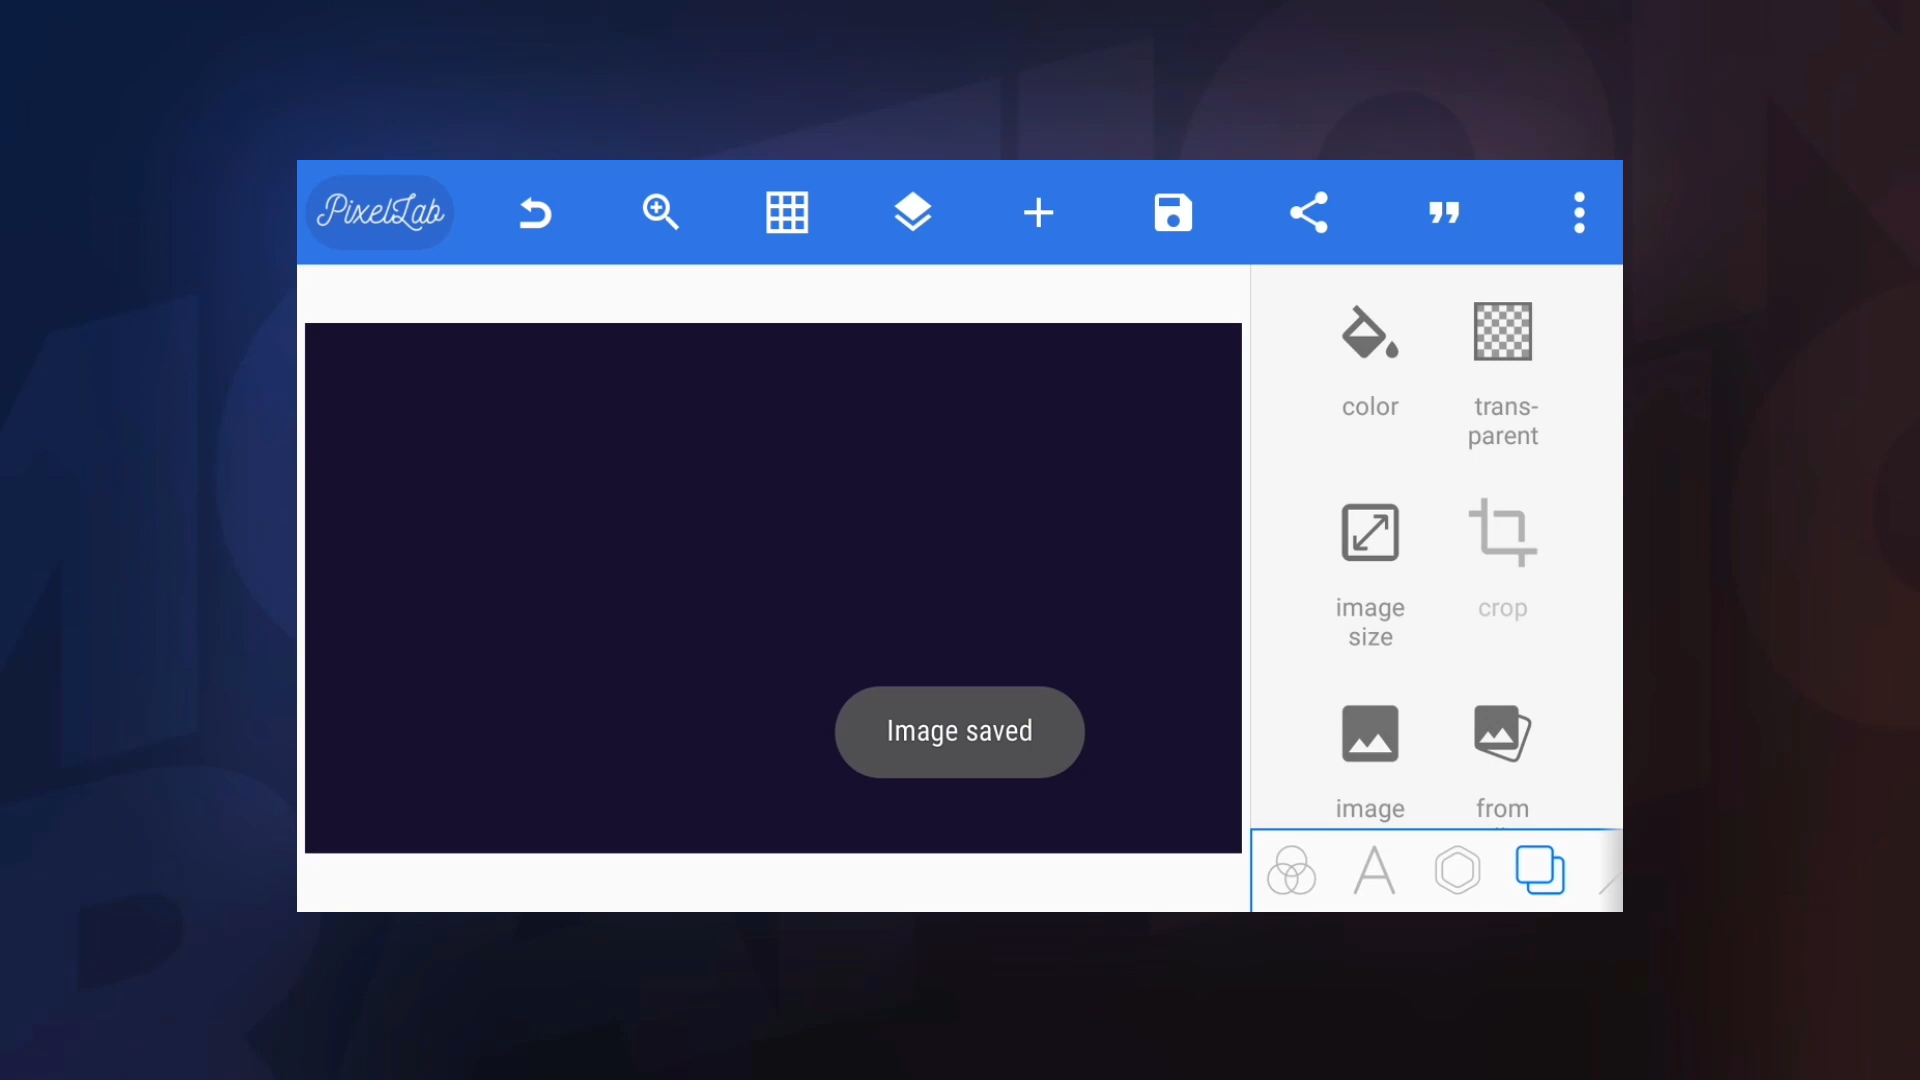 PixelLab
color
trans-
parent
image
size
crop
Image saved
image
from